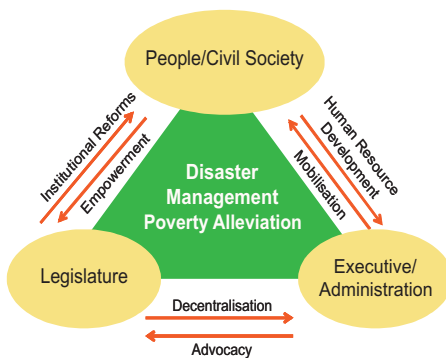 People/Civil Society
Institutional Reforms
Empowerment
Human Resource
Development
Mobilisation
Disaster
Management
Poverty Alleviation
Legislature
Executive/
Administration
Decentralisation
Advocacy